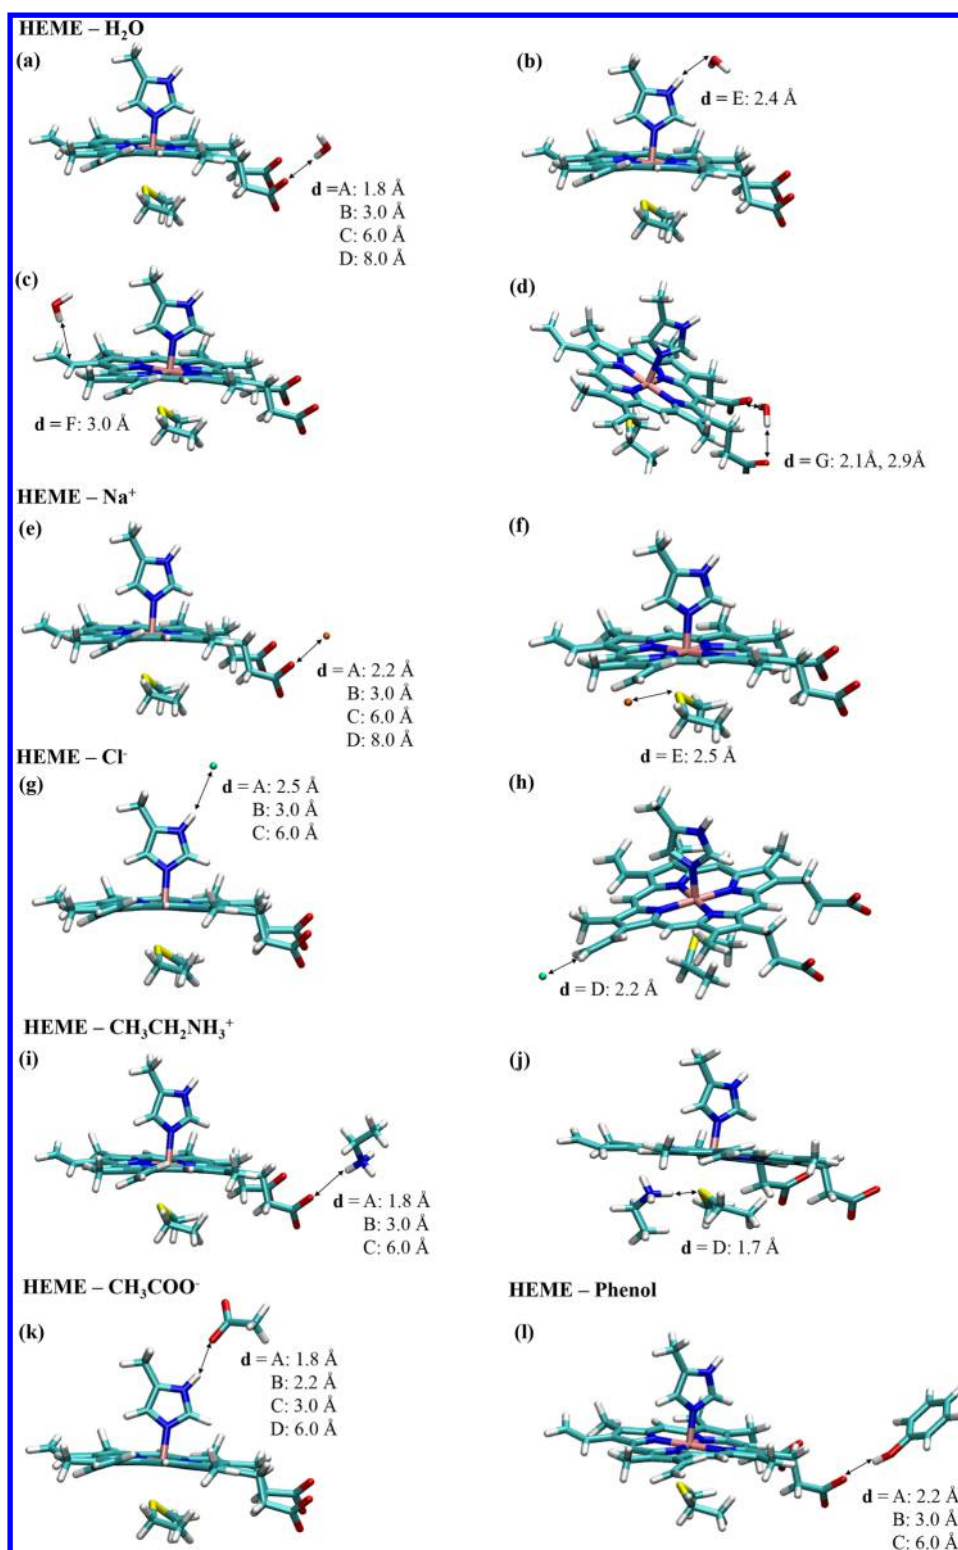 HEME – H₂O
(a)
d =A: 1.8 Å
B: 3.0 Å
C: 6.0 Å
D: 8.0 Å
(b)
d = E: 2.4 Å
(c)
d = F: 3.0 Å
(d)
d = G: 2.1Å, 2.9Å
HEME – Na⁺
(e)
d = A: 2.2 Å
B: 3.0 Å
C: 6.0 Å
D: 8.0 Å
(f)
d = E: 2.5 Å
HEME – Cl⁻
(g)
d = A: 2.5 Å
B: 3.0 Å
C: 6.0 Å
(h)
d = D: 2.2 Å
HEME – CH₃CH₂NH₃⁺
(i)
d = A: 1.8 Å
B: 3.0 Å
C: 6.0 Å
(j)
d = D: 1.7 Å
HEME – CH₃COO⁻
(k)
d = A: 1.8 Å
B: 2.2 Å
C: 3.0 Å
D: 6.0 Å
HEME – Phenol
(l)
d = A: 2.2 Å
B: 3.0 Å
C: 6.0 Å